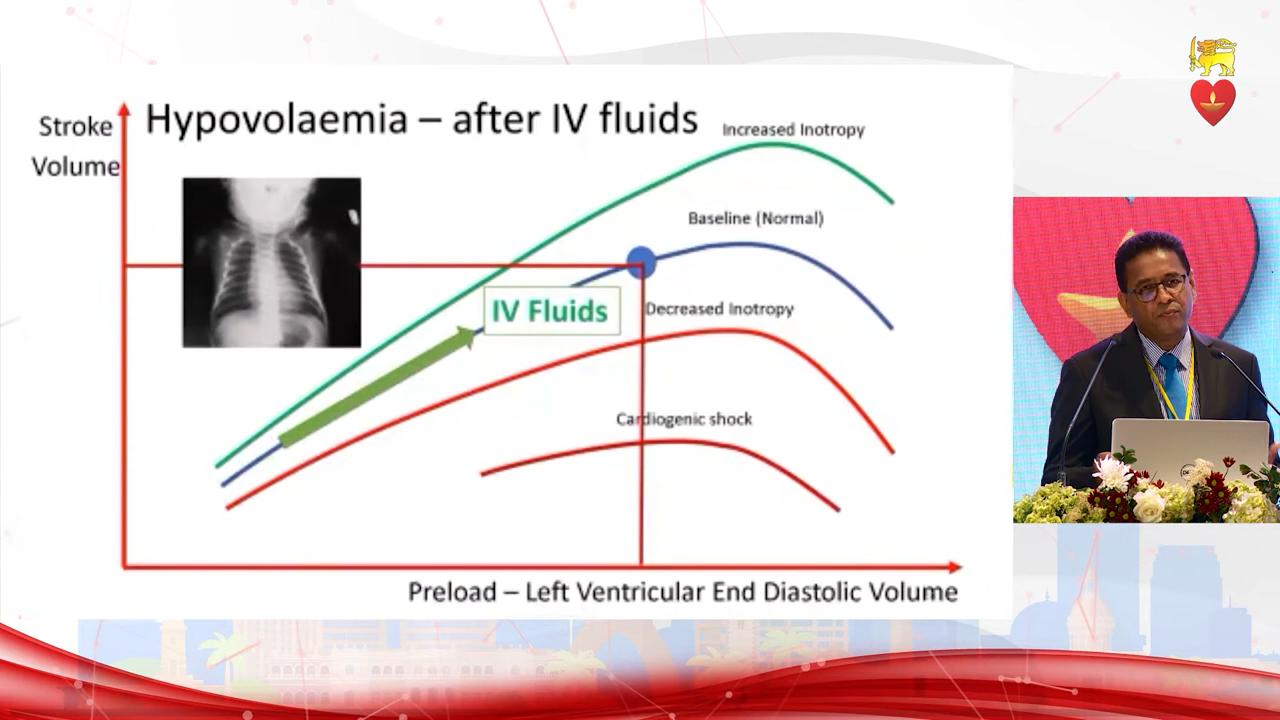 Stroke
Volume
Hypovolaemia – after IV fluids
Increased Inotropy
Baseline (Normal)
IV Fluids
Decreased Inotropy
Cardiogenic shock
Preload – Left Ventricular End Diastolic Volume